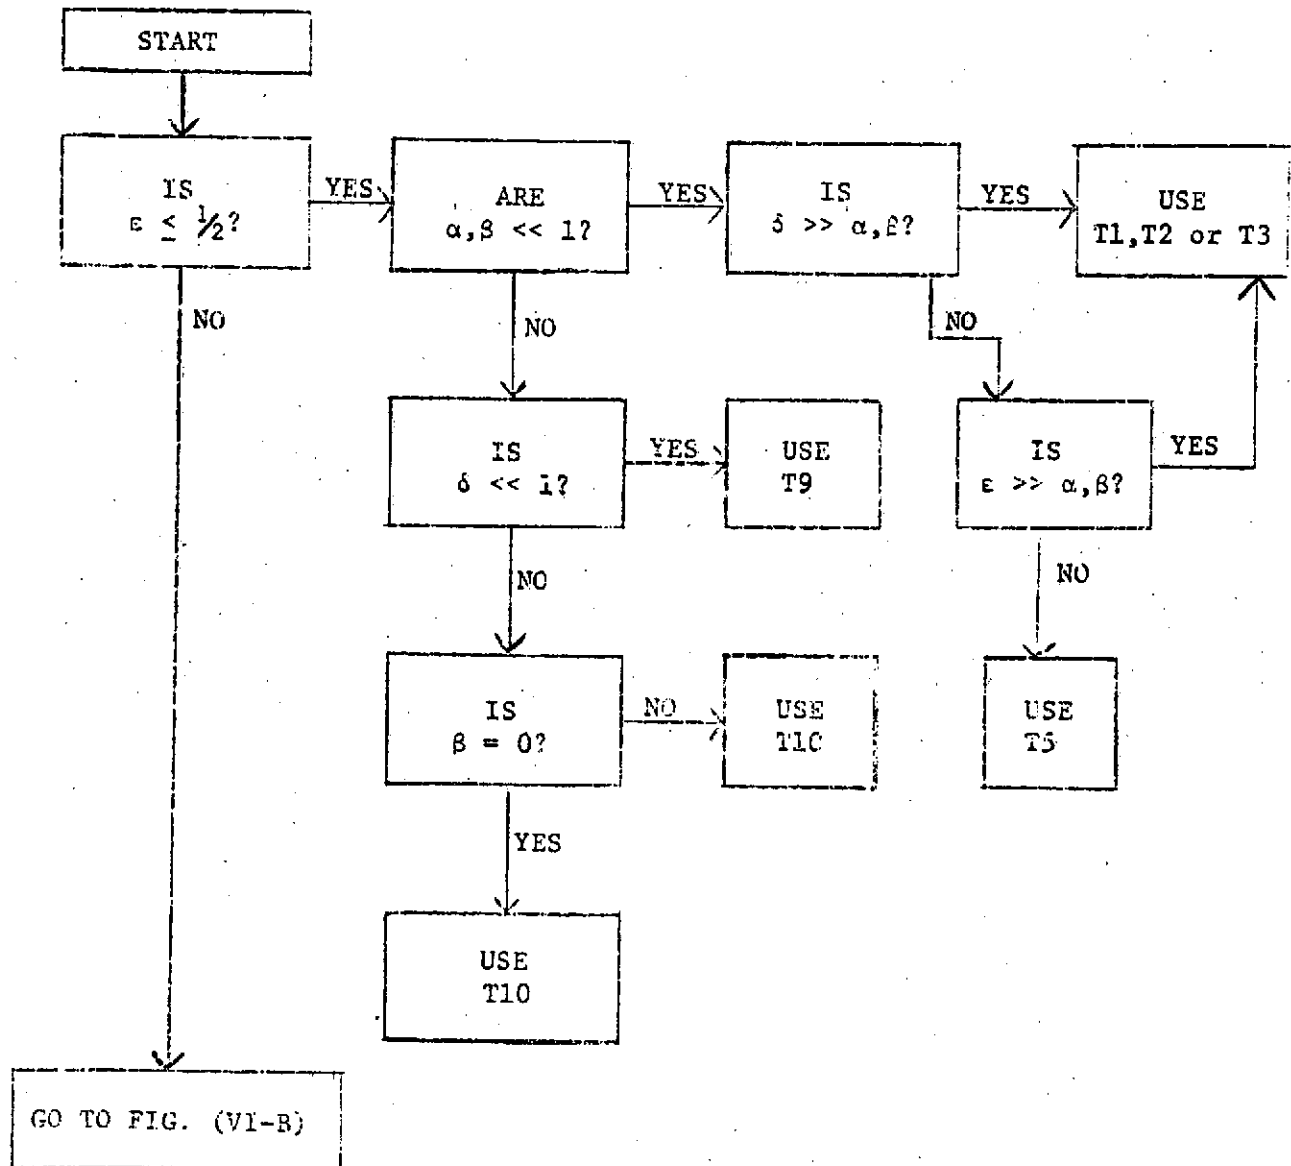 START
IS
ε ≤ 1/2?
YES
ARE
α,β << 1?
YES
IS
δ >> α,β?
YES
USE
T1,T2 or T3
NO
NO
NO
IS
δ << 1?
YES
USE
T9
IS
ε >> α,β?
YES
NO
NO
IS
β = 0?
NO
USE
T10
USE
T5
YES
USE
T10
GO TO FIG. (VI-B)